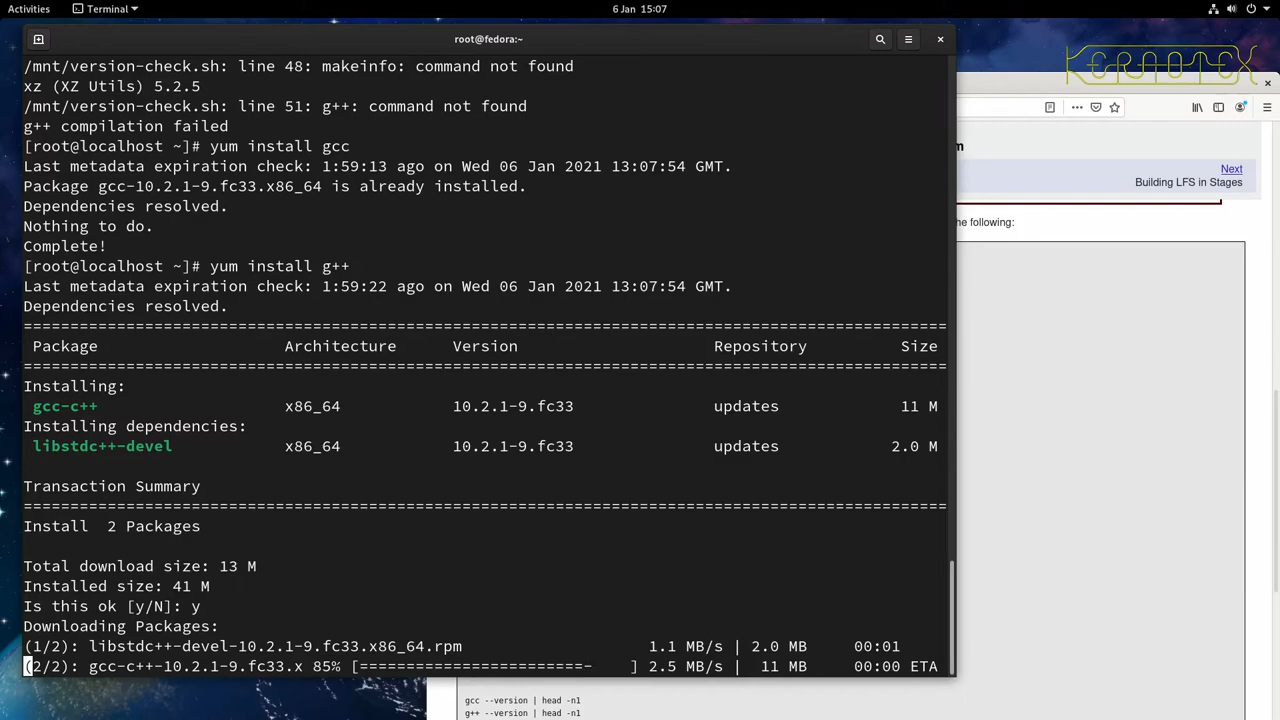 Activities
Terminal
6 Jan 15:07
root@fedora:~
KERNOTEX
/mnt/version-check.sh: line 48: makeinfo: command not found
xz (XZ Utils) 5.2.5
/mnt/version-check.sh: line 51: g++: command not found
g++ compilation failed
[root@localhost ~]# yum install gcc
Last metadata expiration check: 1:59:13 ago on Wed 06 Jan 2021 13:07:54 GMT.
Package gcc-10.2.1-9.fc33.x86_64 is already installed.
Dependencies resolved.
Nothing to do.
Complete!
[root@localhost ~]# yum install g++
Last metadata expiration check: 1:59:22 ago on Wed 06 Jan 2021 13:07:54 GMT.
Dependencies resolved.
================================================================================
Package Architecture Version Repository Size
================================================================================
Installing:
gcc-c++ x86_64 10.2.1-9.fc33 updates 11 M
Installing dependencies:
libstdc++-devel x86_64 10.2.1-9.fc33 updates 2.0 M
Transaction Summary
================================================================================
Install 2 Packages
Total download size: 13 M
Installed size: 41 M
Is this ok [y/N]: y
Downloading Packages:
(1/2): libstdc++-devel-10.2.1-9.fc33.x86_64.rpm 1.1 MB/s | 2.0 MB 00:01
(2/2): gcc-c++-10.2.1-9.fc33.x 85% [========================- ] 2.5 MB/s | 11 MB 00:00 ETA
m
Next
Building LFS in Stages
he following:
gcc --version | head -n1
g++ --version | head -n1